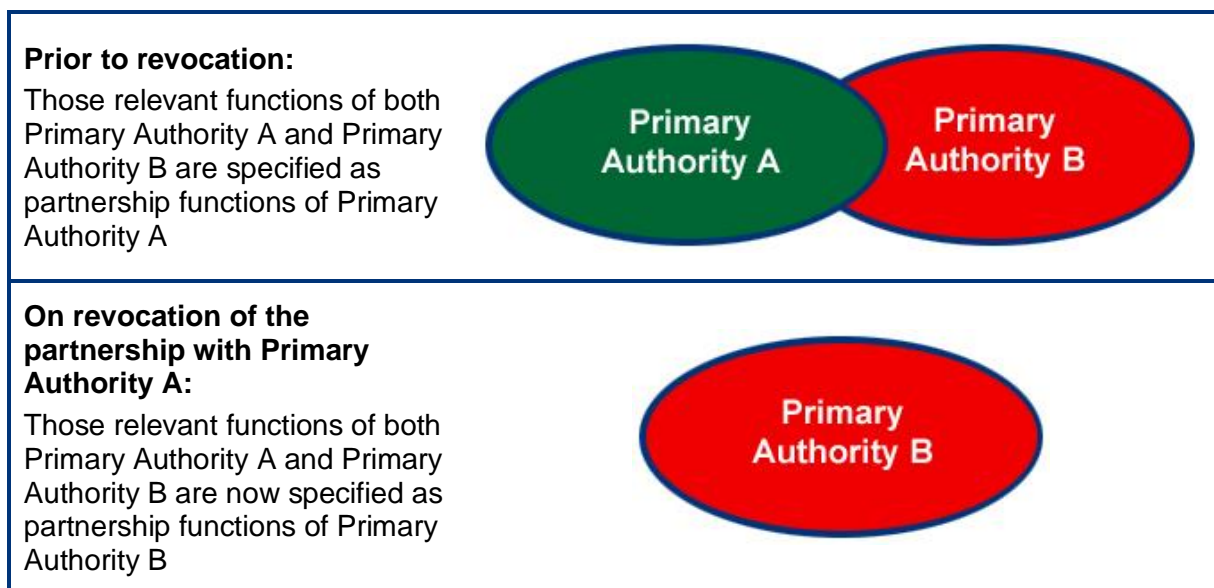 Prior to revocation:
Those relevant functions of both
Primary Authority A and Primary
Authority B are specified as
partnership functions of Primary
Authority A
Primary
Authority A
Primary
Authority B
On revocation of the
partnership with Primary
Authority A:
Those relevant functions of both
Primary Authority A and Primary
Authority B are now specified as
partnership functions of Primary
Authority B
Primary
Authority B